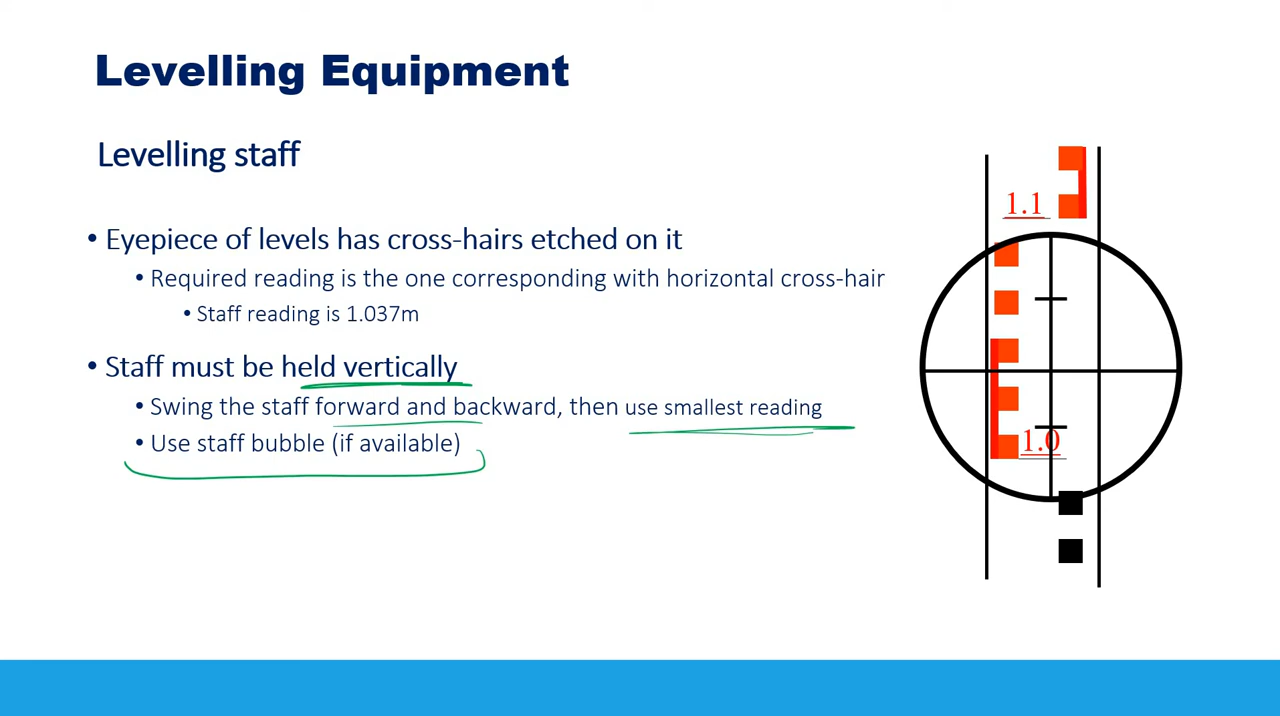 Levelling Equipment
Levelling staff
• Eyepiece of levels has cross-hairs etched on it
• Required reading is the one corresponding with horizontal cross-hair
• Staff reading is 1.037m
• Staff must be held vertically
• Swing the staff forward and backward, then use smallest reading
• Use staff bubble (if available)
1.1
1.0